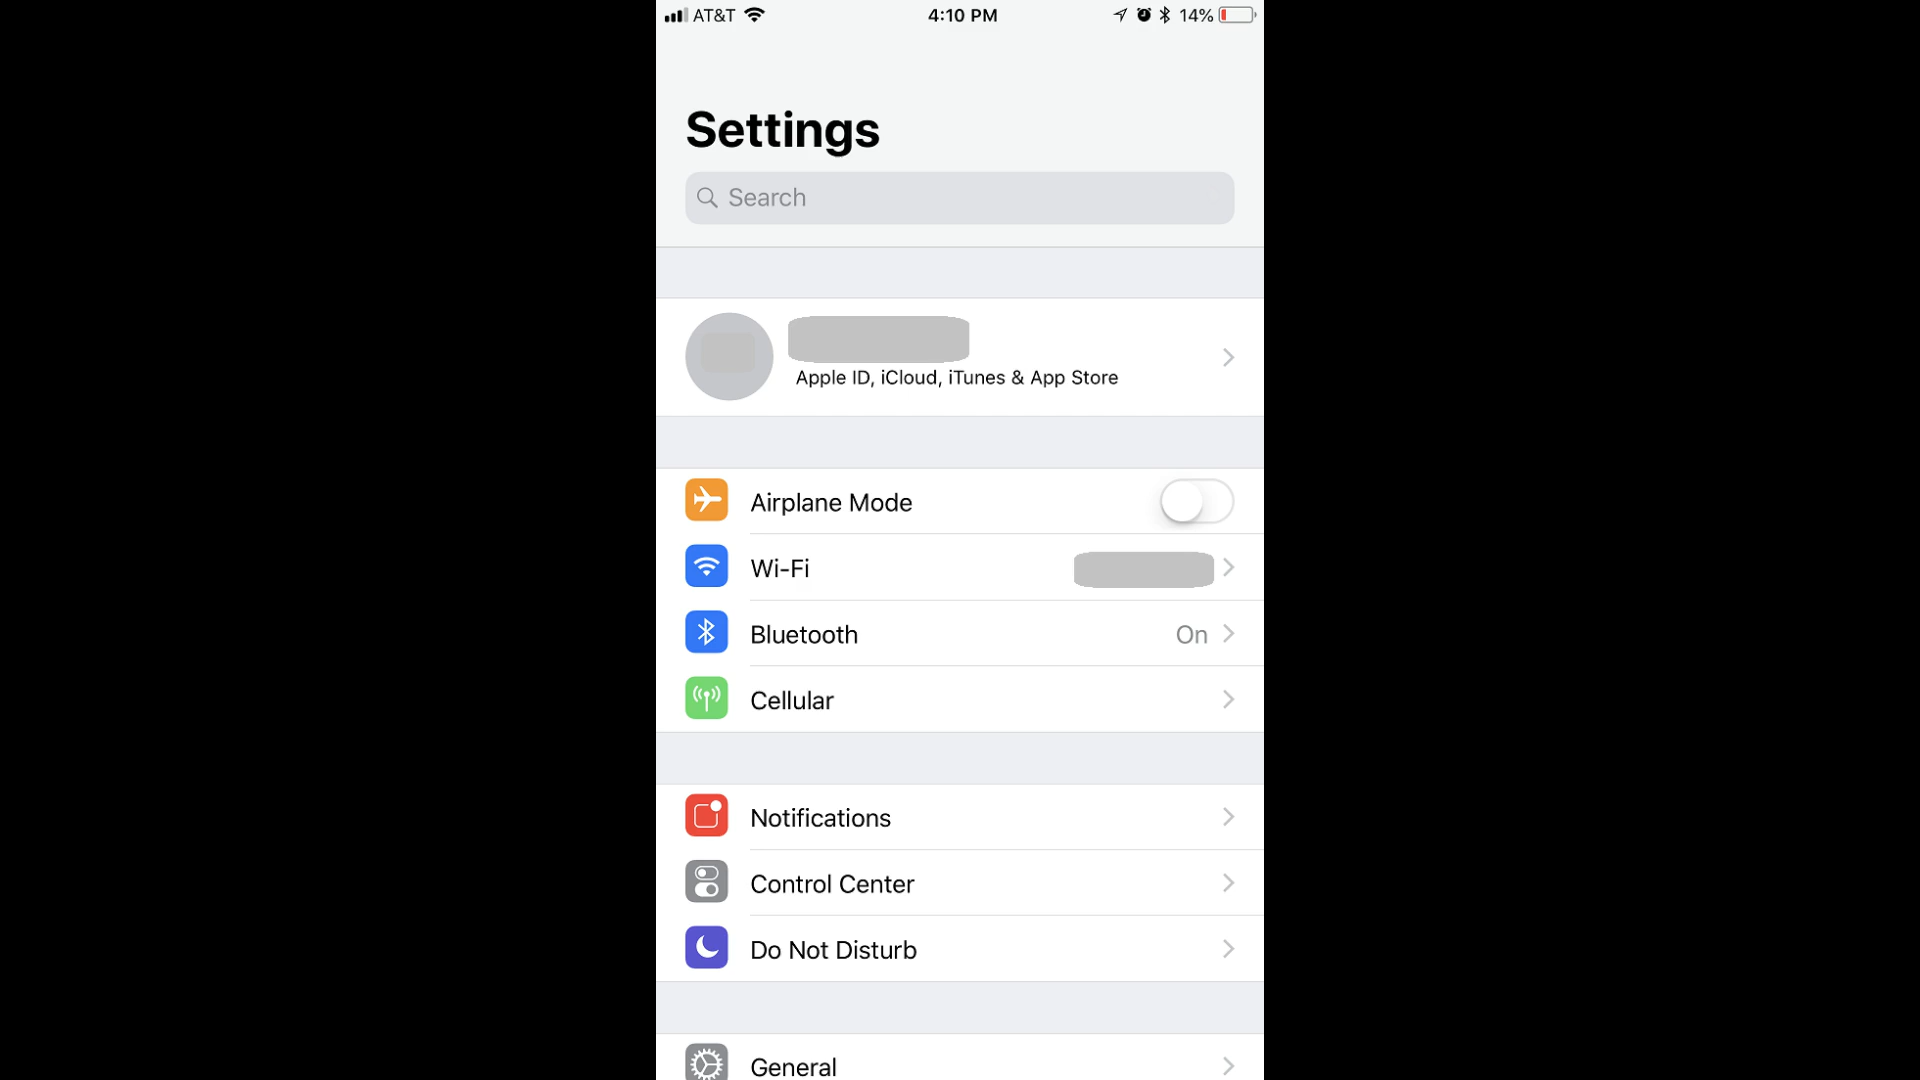 AT&T 4:10 PM 14%
Settings
Search
Apple ID, iCloud, iTunes & App Store
Airplane Mode
Wi-Fi
Bluetooth On
Cellular
Notifications
Control Center
Do Not Disturb
General